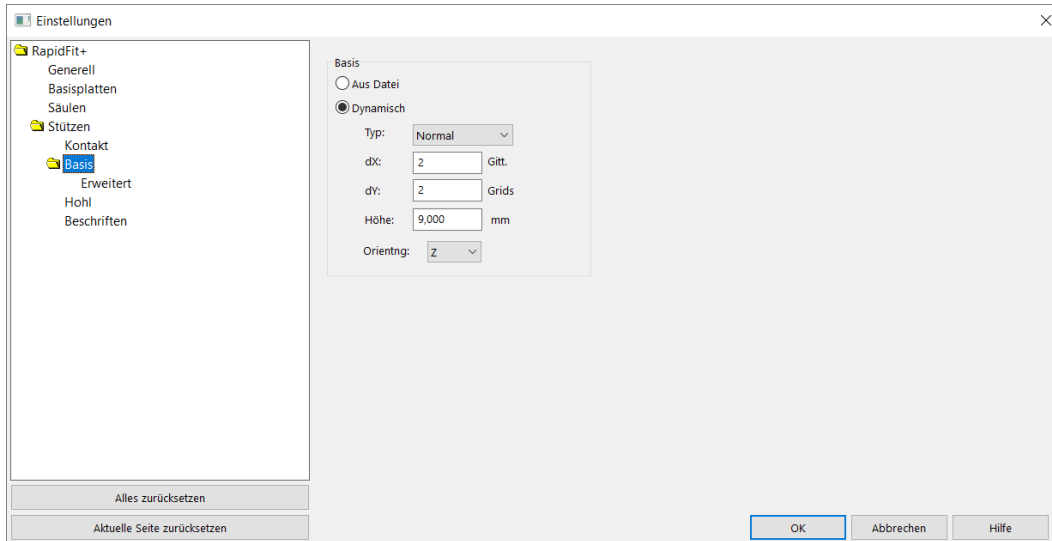 Einstellungen
RapidFit+
Generell
Basisplatten
Säulen
Stützen
Kontakt
Basis
Erweitert
Hohl
Beschriften
Alles zurücksetzen
Aktuelle Seite zurücksetzen
Basis
Aus Datei
Dynamisch
Typ: Normal
dX: 2 Gitt.
dY: 2 Grids
Höhe: 9,000 mm
Orientng: Z
OK Abbrechen Hilfe